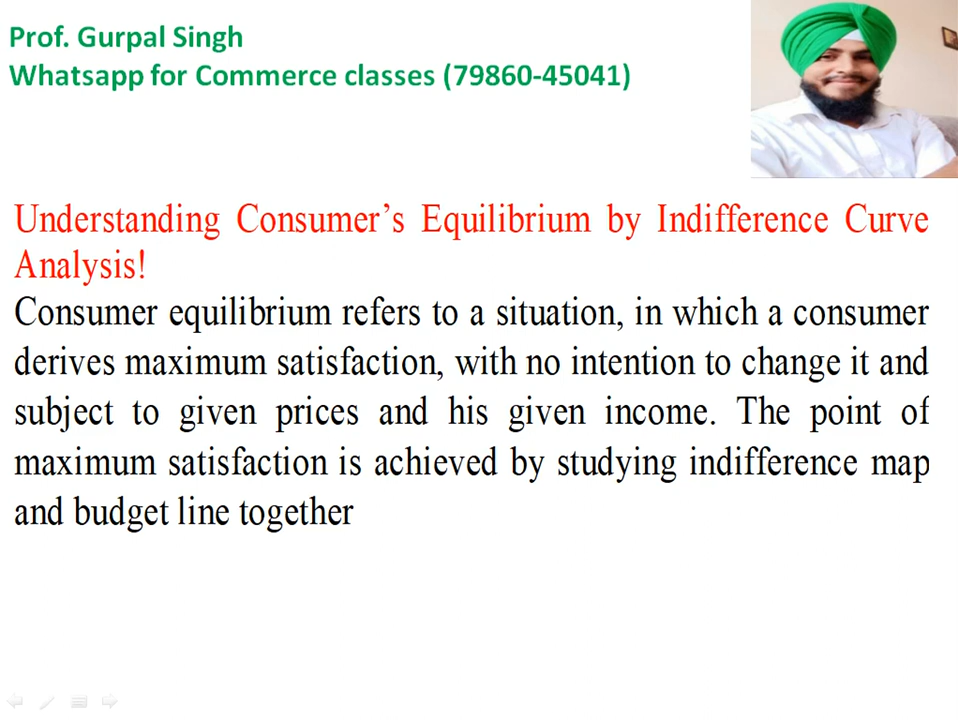 Prof. Gurpal Singh
Whatsapp for Commerce classes (79860-45041)
Understanding Consumer’s Equilibrium by Indifference Curve
Analysis!
Consumer equilibrium refers to a situation, in which a consumer
derives maximum satisfaction, with no intention to change it and
subject to given prices and his given income. The point of
maximum satisfaction is achieved by studying indifference map
and budget line together